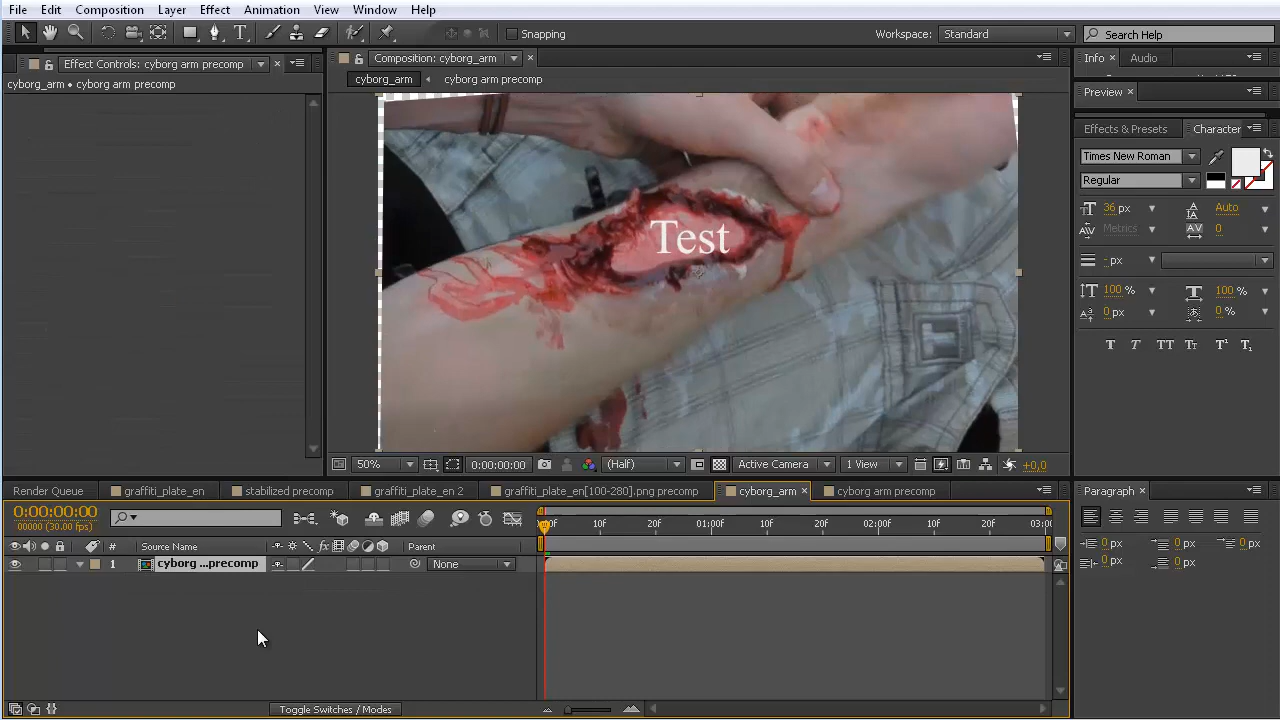 File Edit Composition Layer Effect Animation View Window Help
Snapping
Workspace: Standard
Search Help
Effect Controls: cyborg arm precomp
cyborg_arm • cyborg arm precomp
Composition: cyborg_arm
cyborg_arm cyborg arm precomp
Test
50% 0:00:00:00 (Half) Active Camera 1 View +0,0
Info Audio
Preview
Effects & Presets Character
Times New Roman
Regular
36 px Auto
Metrics 0
- px
100 % 100 %
0 px 0 %
T T TT Tt T¹ T₁
Render Queue graffiti_plate_en stabilized precomp graffiti_plate_en 2 graffiti_plate_en[100-280].png precomp cyborg_arm cyborg arm precomp
0:00:00:00
00000 (30.00 fps)
10F 20F 01:00F 10F 20F 02:00F 10F 20F 03:0
# Source Name fx Parent
1 cyborg ...precomp None
Toggle Switches / Modes
Paragraph
0 px 0 px 0 px
0 px 0 px